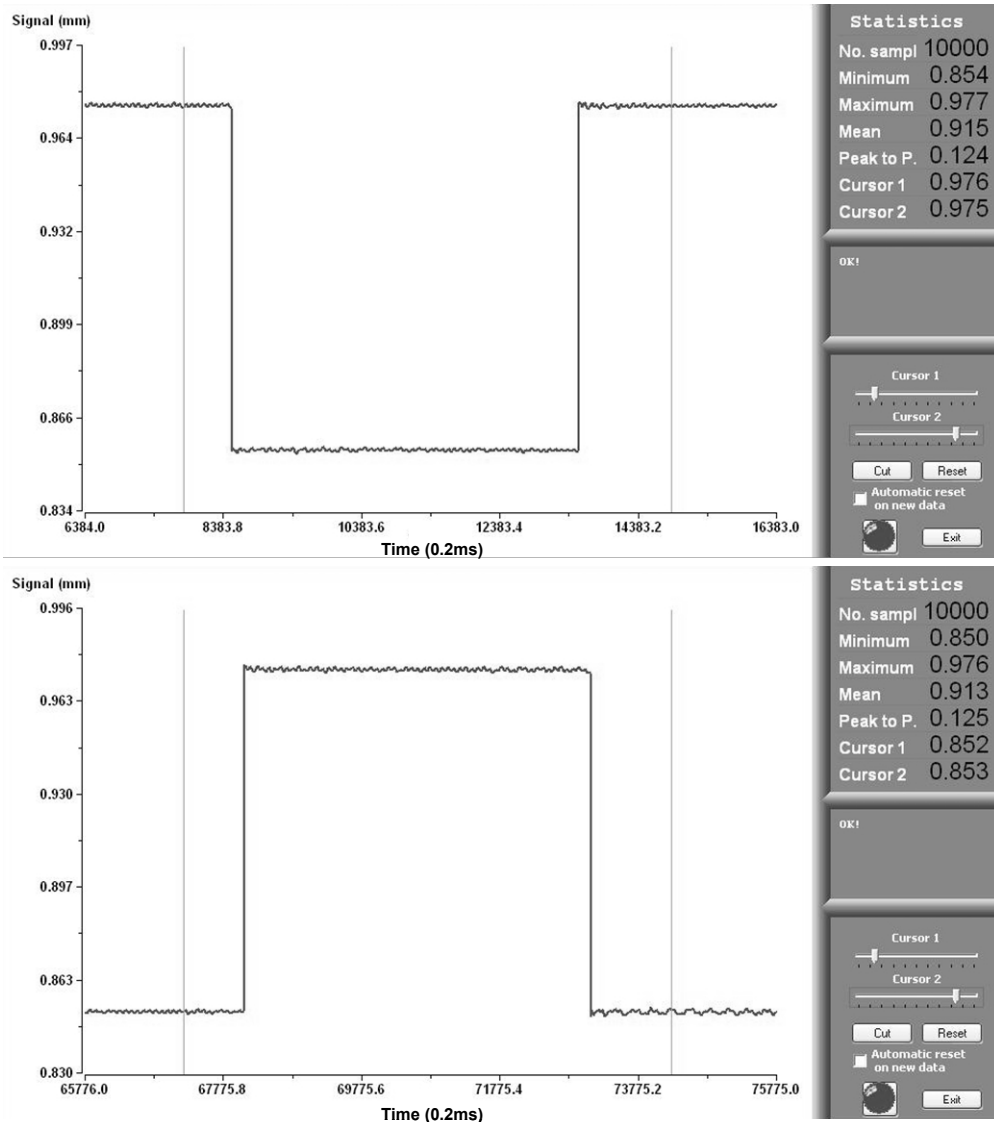 Signal (mm)
0.997
0.964
0.932
0.899
0.866
0.834
6384.0 8383.8 10383.6 12383.4 14383.2 16383.0
Time (0.2ms)
Statistics
No. sampl 10000
Minimum 0.854
Maximum 0.977
Mean 0.915
Peak to P. 0.124
Cursor 1 0.976
Cursor 2 0.975
OK!
Cursor 1
Cursor 2
Cut Reset
Automatic reset
on new data
Exit
Signal (mm)
0.996
0.963
0.930
0.897
0.863
0.830
65776.0 67775.8 69775.6 71775.4 73775.2 75775.0
Time (0.2ms)
Statistics
No. sampl 10000
Minimum 0.850
Maximum 0.976
Mean 0.913
Peak to P. 0.125
Cursor 1 0.852
Cursor 2 0.853
OK!
Cursor 1
Cursor 2
Cut Reset
Automatic reset
on new data
Exit